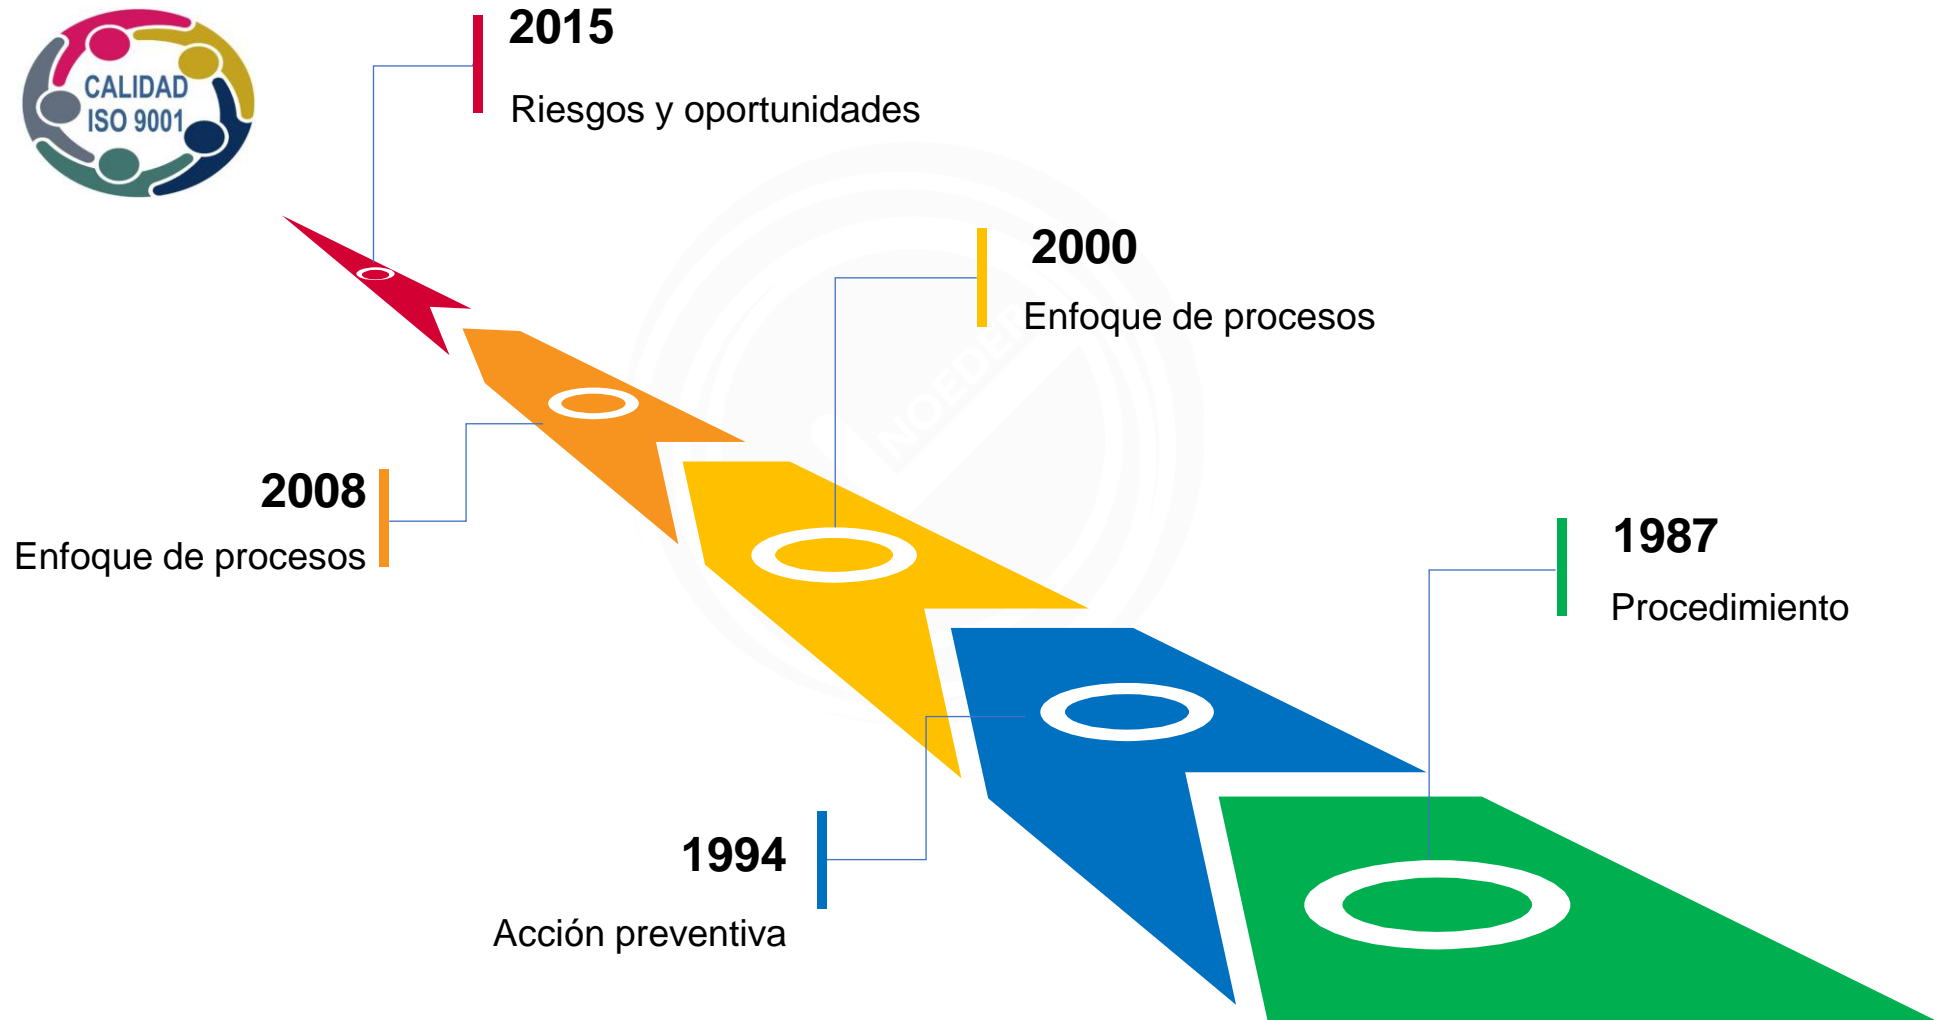 CALIDAD
ISO 9001
2015
Riesgos y oportunidades
2000
Enfoque de procesos
NOEDER
2008
Enfoque de procesos
1987
Procedimiento
1994
Acción preventiva